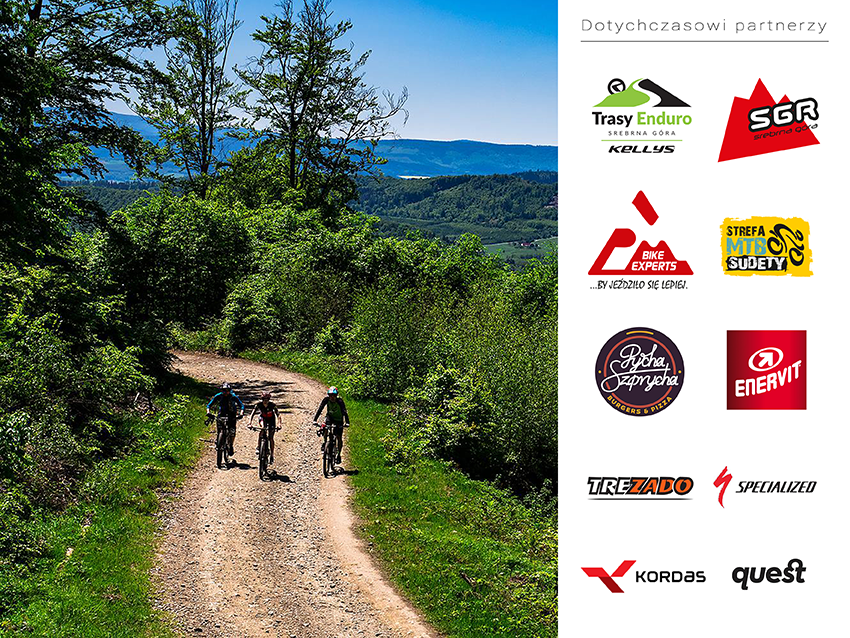 Dotychczasowi partnerzy
Trasy Enduro
SREBRNA GÓRA
KELLYS
SGR
srebrna góra
BIKE
EXPERTS
...BY JEŹDZIŁO SIĘ LEPIEJ.
STREFA
MTB
SUDETY
Pycha
Szprycha
BURGERS & PIZZA
ENERVIT
TREZADO
SPECIALIZED
KORDAS
quest